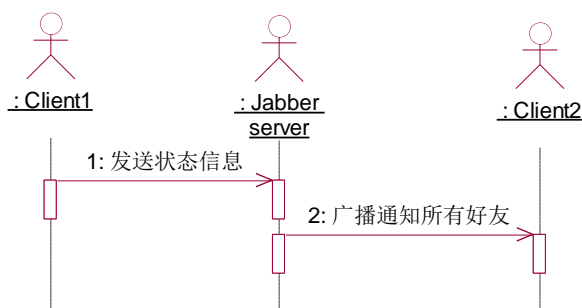 : Client1
: Jabber
server
: Client2
1: 发送状态信息
2: 广播通知所有好友